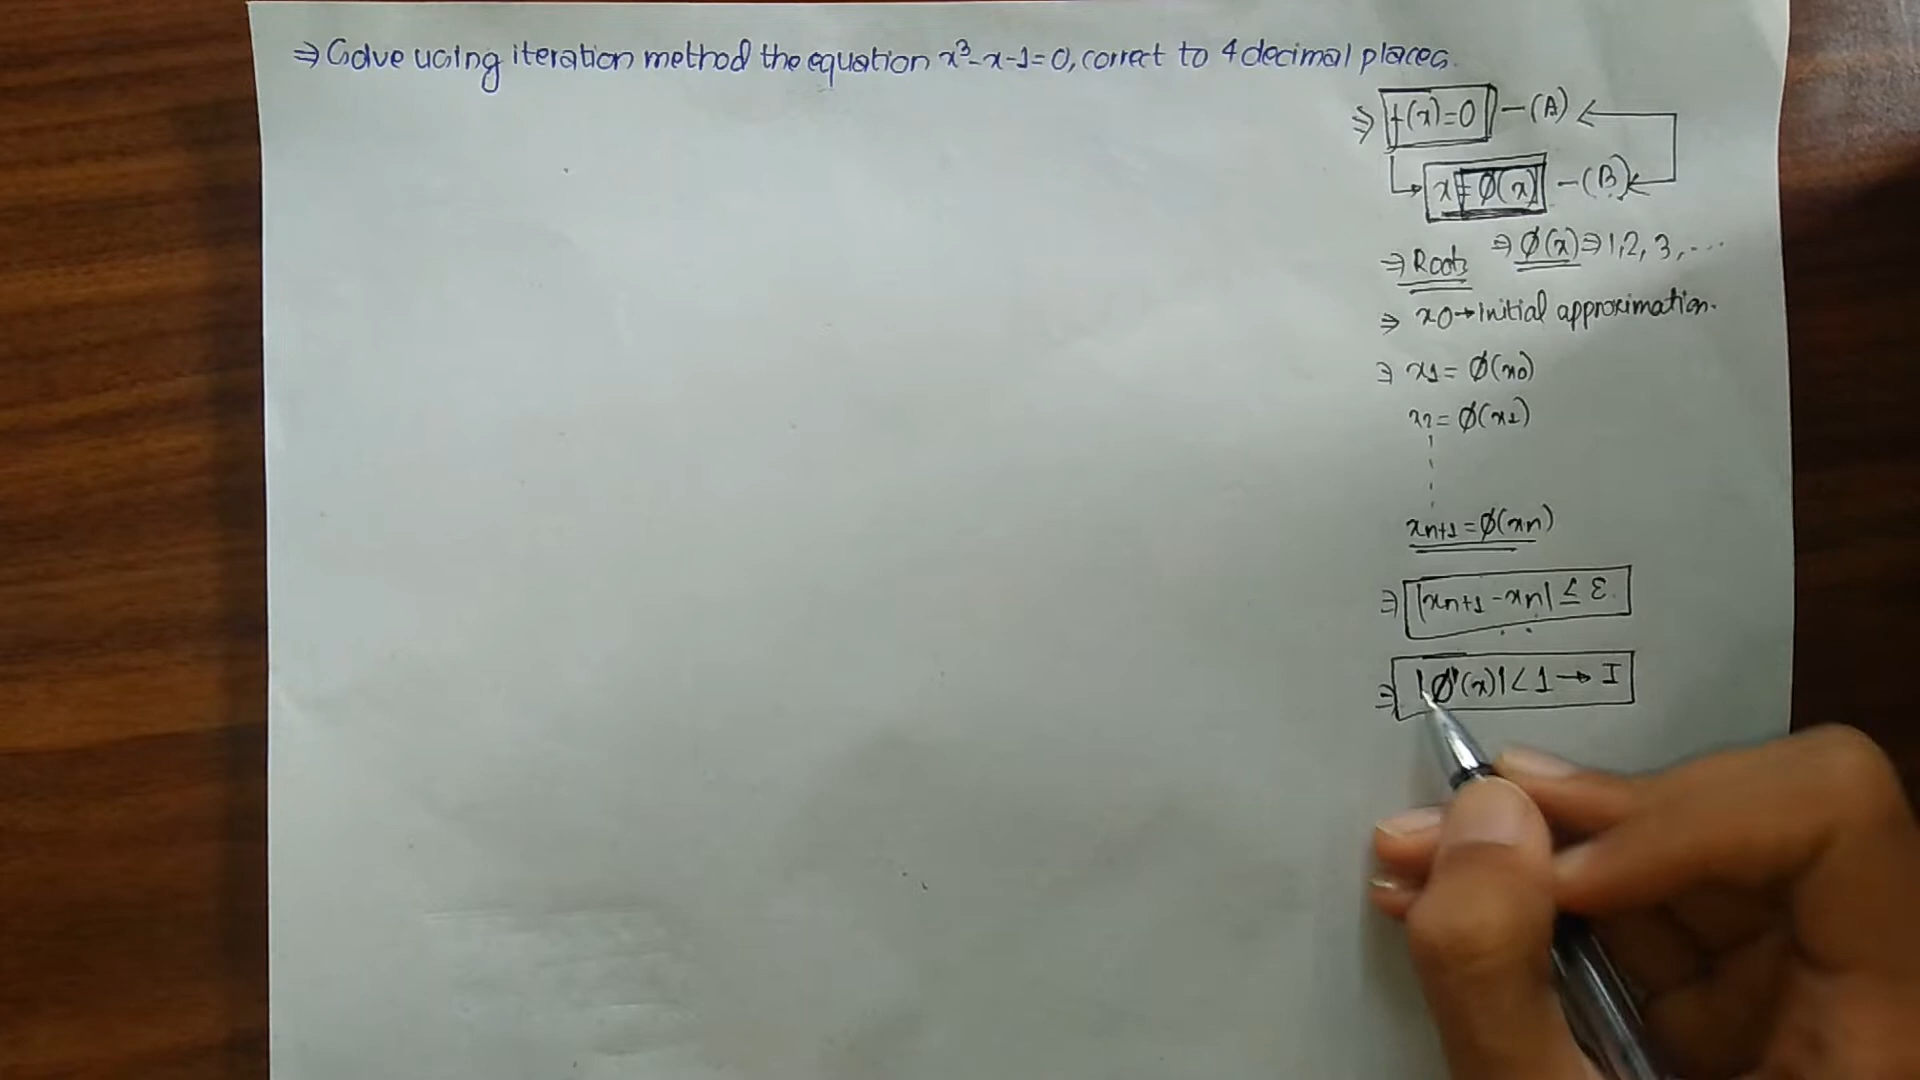 ⇒ Solve using iteration method the equation x³-x-1=0, correct to 4 decimal places.
⇒ f(x)=0 -(A)
x=ø(x) -(B)
⇒ Roots ⇒ ø(x)⇒1,2,3,...
⇒ x0→initial approximation.
⇒ x1 = ø(x0)
x2 = ø(x1)
xn+1 = ø(xn)
⇒ |xn+1 - xn| ≤ ε.
⇒ |ø'(x)| < 1 → I